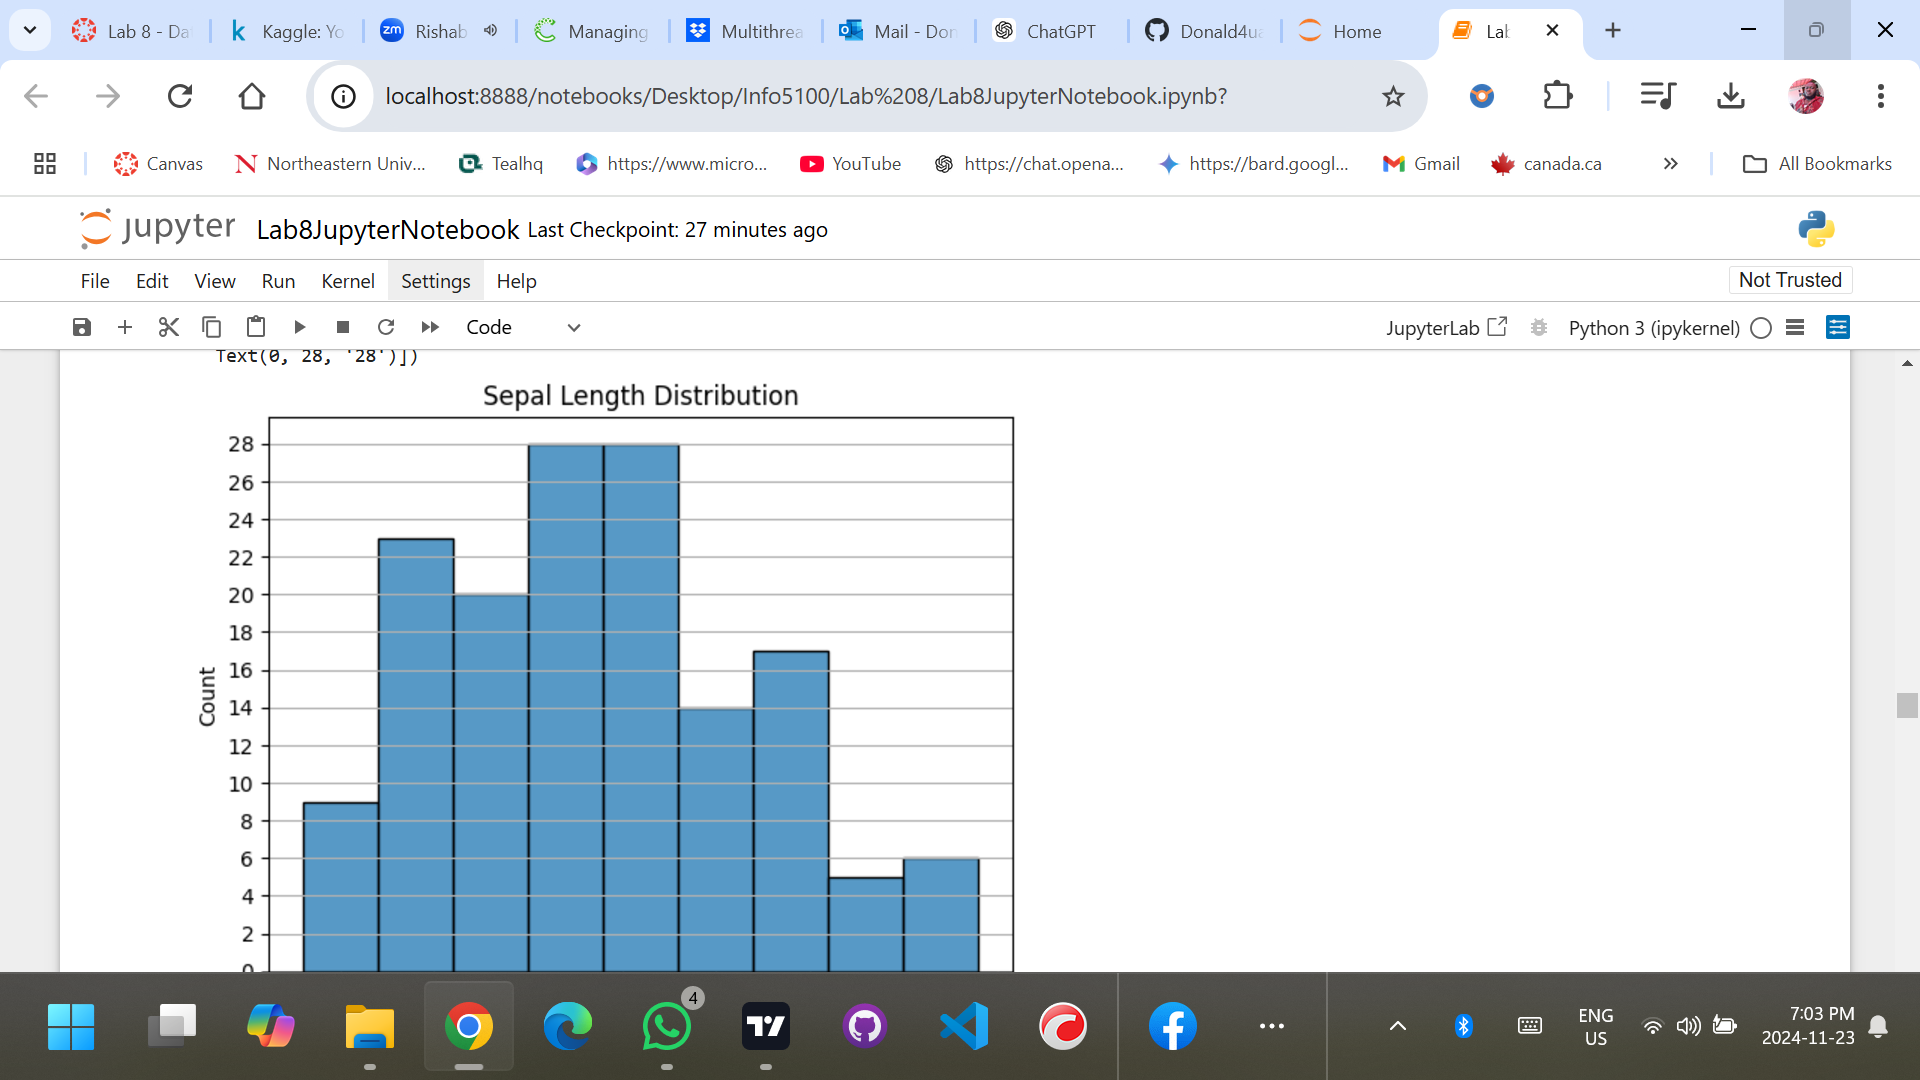 Lab 8 - Da
Kaggle: Yo
zm Rishab
Managing
Multithrea
Mail - Don
ChatGPT
Donald4ua
Home
Lab
localhost:8888/notebooks/Desktop/Info5100/Lab%208/Lab8JupyterNotebook.ipynb?
Canvas
Northeastern Univ...
Tealhq
https://www.micro...
YouTube
https://chat.opena...
https://bard.googl...
Gmail
canada.ca
All Bookmarks
jupyter Lab8JupyterNotebook Last Checkpoint: 27 minutes ago
File Edit View Run Kernel Settings Help
Not Trusted
Code
JupyterLab
Python 3 (ipykernel)
Text(0, 28, '28')])
Sepal Length Distribution
28
26
24
22
20
18
16
14
12
10
8
6
4
2
0
Count
4
ENG
US
7:03 PM
2024-11-23